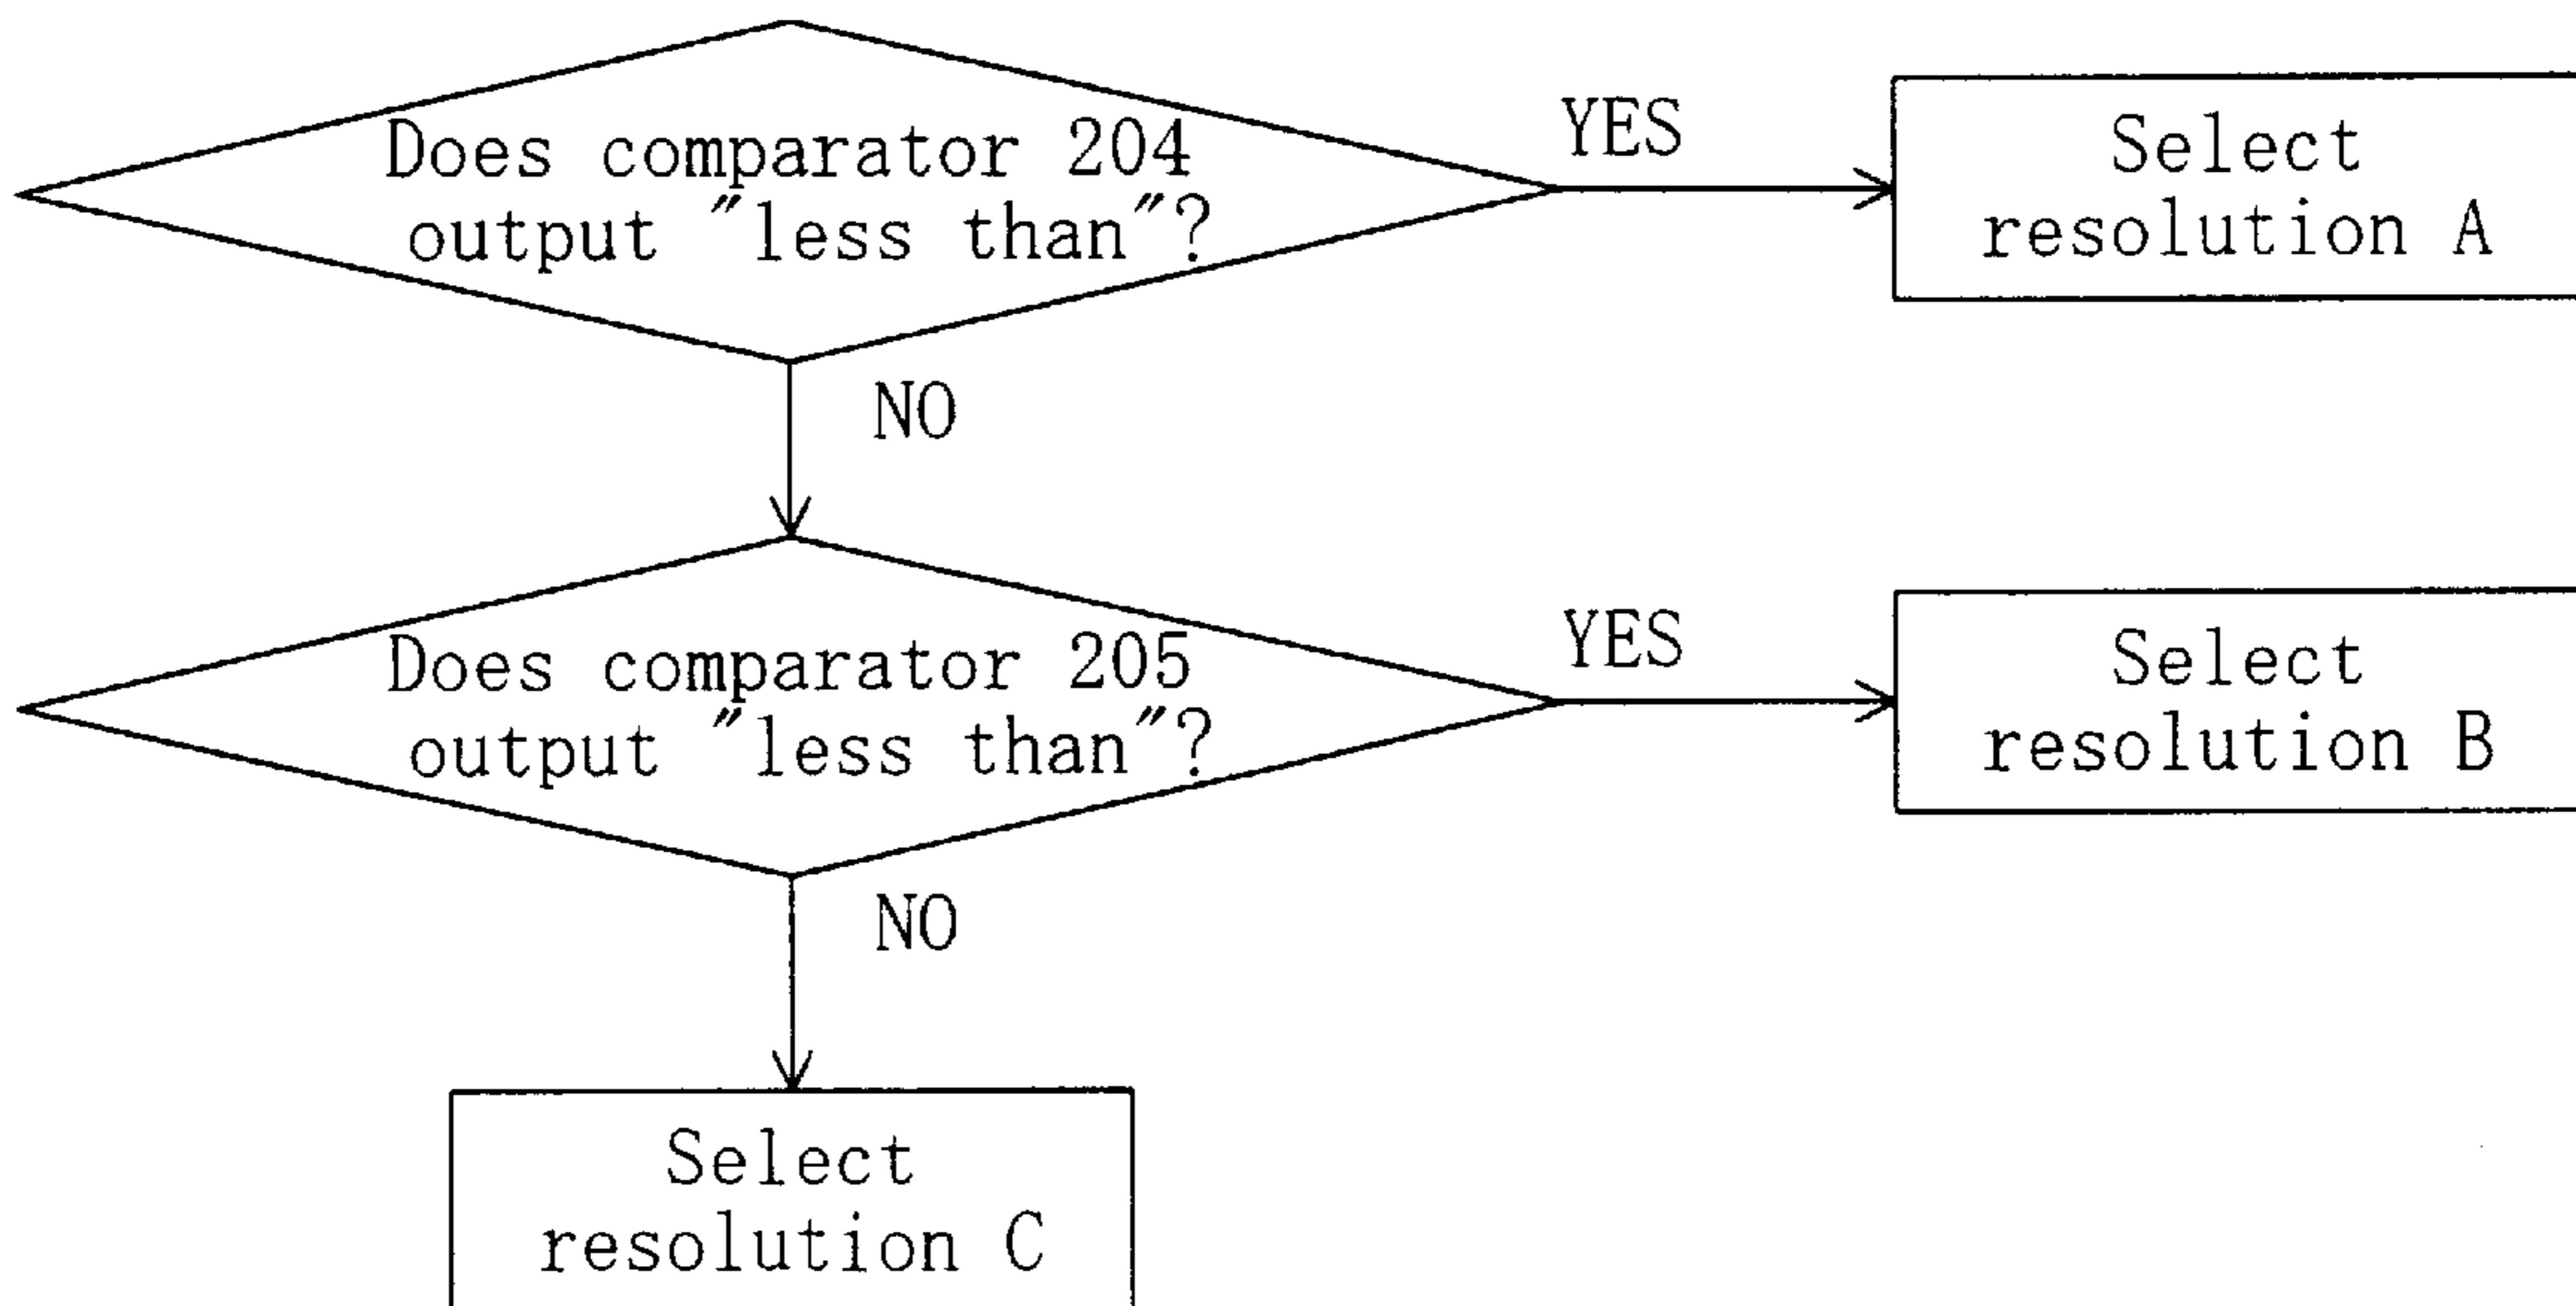 Does comparator 204
output "less than"?
YES
Select
resolution A
NO
Does comparator 205
output "less than"?
YES
Select
resolution B
NO
Select
resolution C